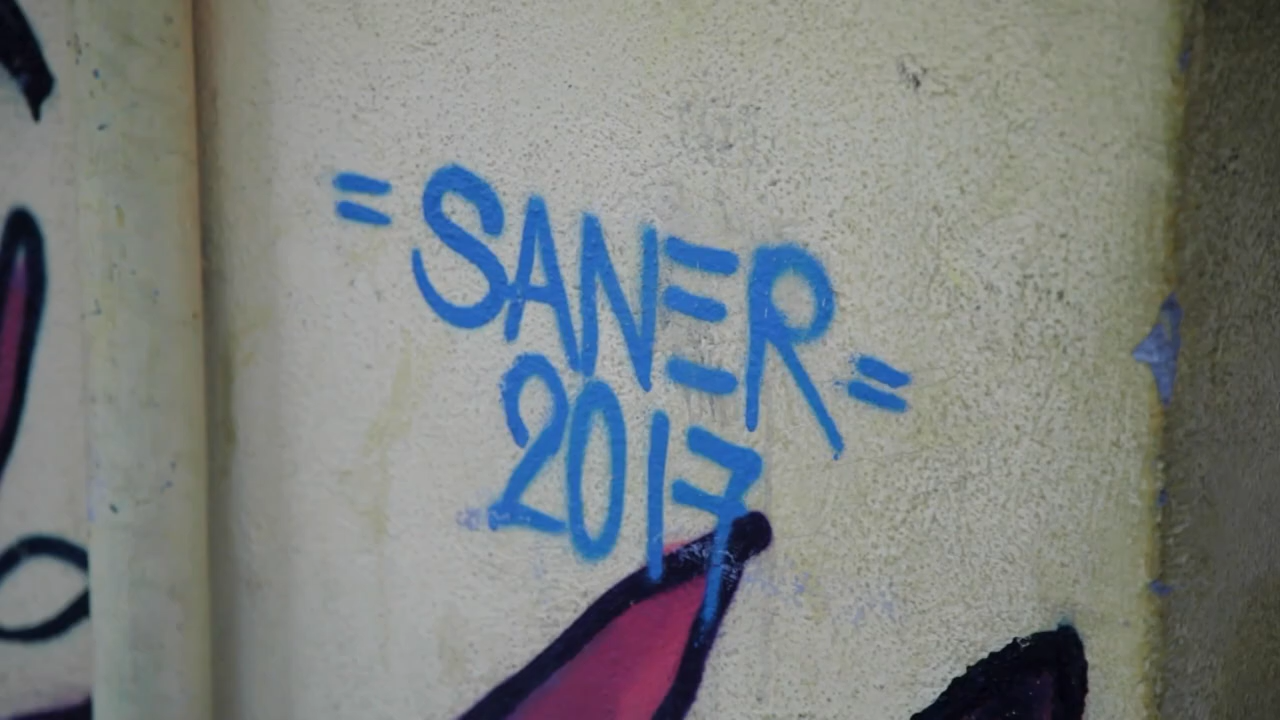 = SANER =
2017